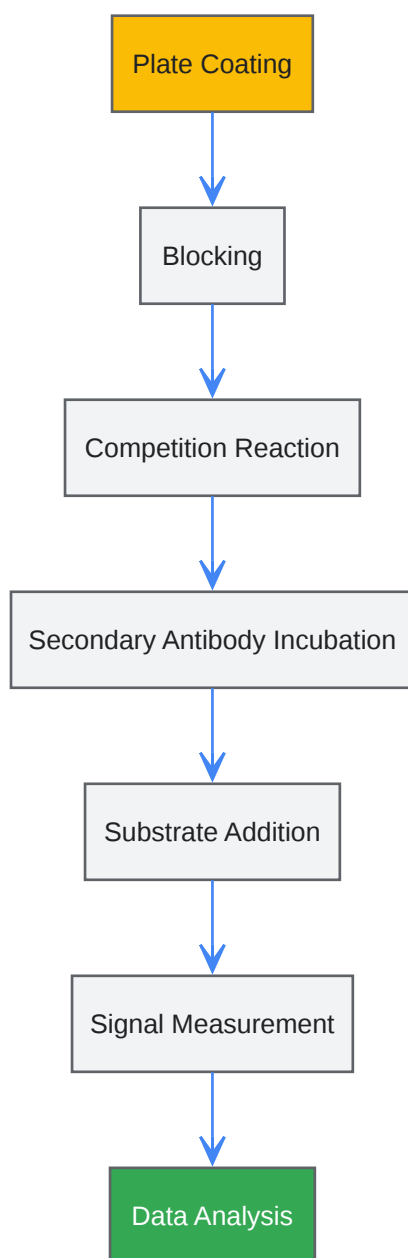 Plate Coating
Blocking
Competition Reaction
Secondary Antibody Incubation
Substrate Addition
Signal Measurement
Data Analysis